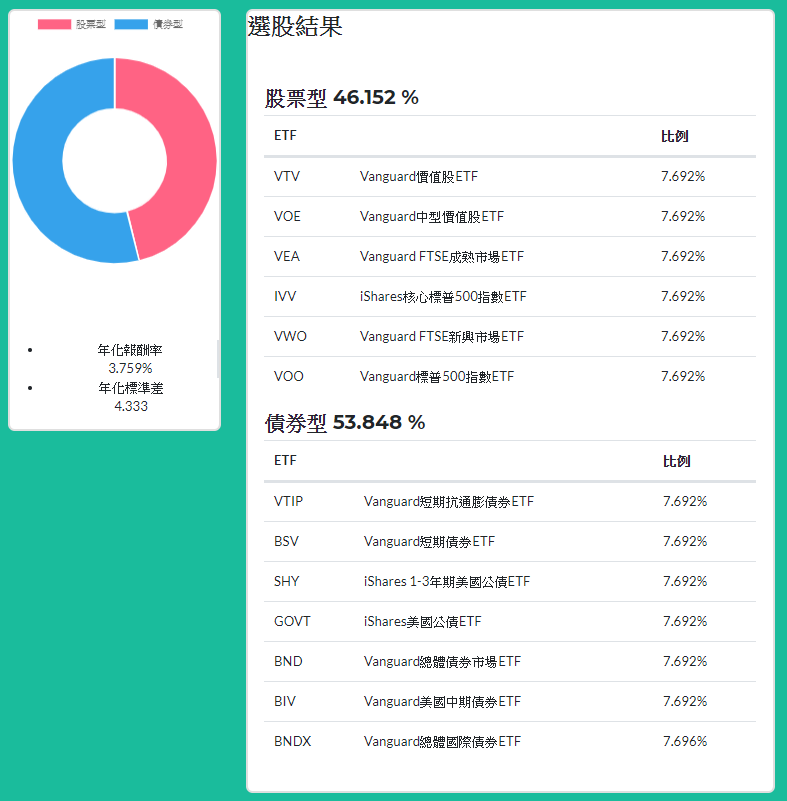 股票型 債券型
年化報酬率
3.759%
年化標準差
4.333
選股結果
股票型 46.152 %
ETF 比例
VTV Vanguard價值股ETF 7.692%
VOE Vanguard中型價值股ETF 7.692%
VEA Vanguard FTSE成熟市場ETF 7.692%
IVV iShares核心標普500指數ETF 7.692%
VWO Vanguard FTSE新興市場ETF 7.692%
VOO Vanguard標普500指數ETF 7.692%
債券型 53.848 %
ETF 比例
VTIP Vanguard短期抗通膨債券ETF 7.692%
BSV Vanguard短期債券ETF 7.692%
SHY iShares 1-3年期美國公債ETF 7.692%
GOVT iShares美國公債ETF 7.692%
BND Vanguard總體債券市場ETF 7.692%
BIV Vanguard美國中期債券ETF 7.692%
BNDX Vanguard總體國際債券ETF 7.696%